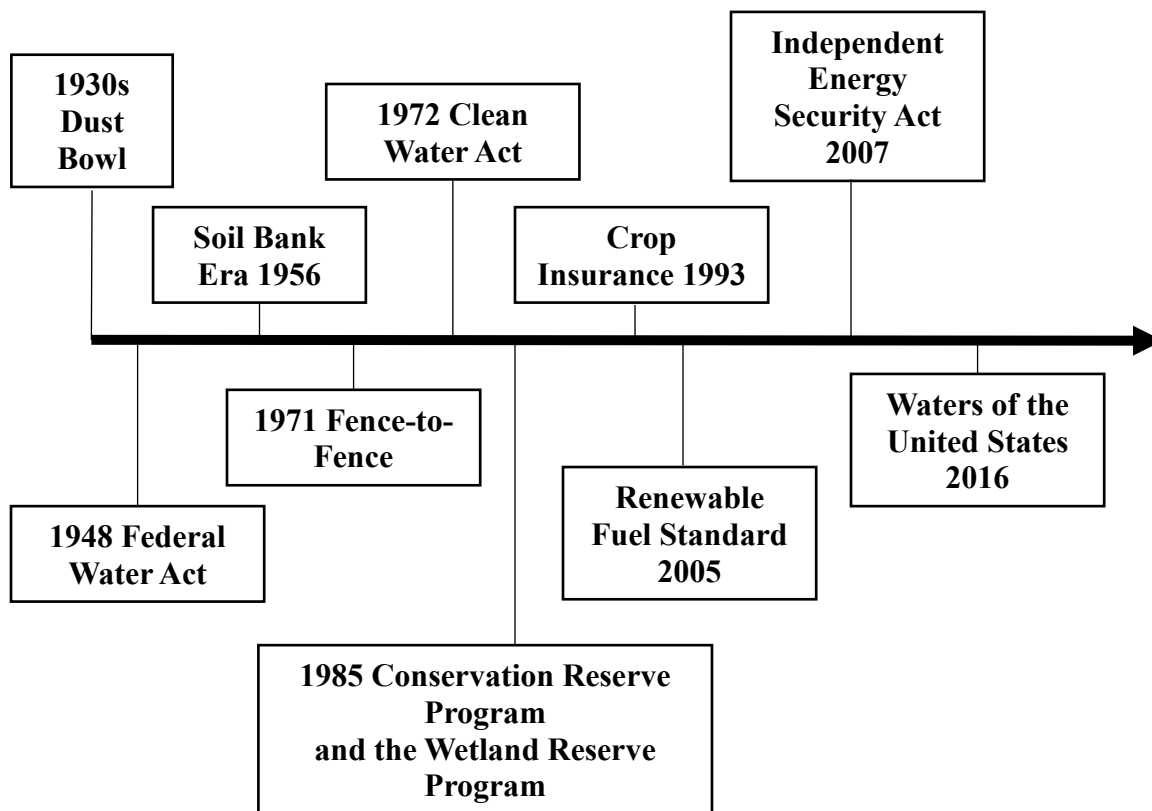 1930s
Dust
Bowl
1948 Federal
Water Act
Soil Bank
Era 1956
1971 Fence-to-
Fence
1972 Clean
Water Act
1985 Conservation Reserve
Program
and the Wetland Reserve
Program
Crop
Insurance 1993
Renewable
Fuel Standard
2005
Independent
Energy
Security Act
2007
Waters of the
United States
2016